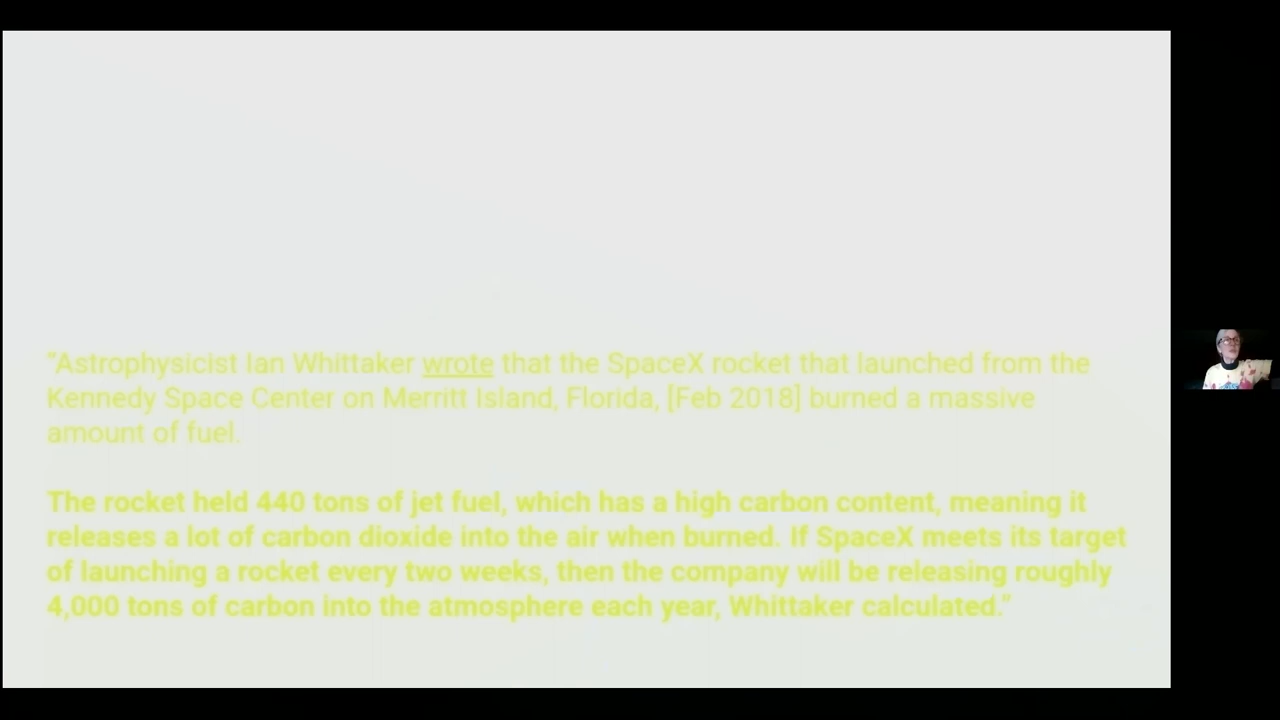 “Astrophysicist Ian Whittaker wrote that the SpaceX rocket that launched from the
Kennedy Space Center on Merritt Island, Florida, [Feb 2018] burned a massive
amount of fuel.
The rocket held 440 tons of jet fuel, which has a high carbon content, meaning it
releases a lot of carbon dioxide into the air when burned. If SpaceX meets its target
of launching a rocket every two weeks, then the company will be releasing roughly
4,000 tons of carbon into the atmosphere each year, Whittaker calculated.”